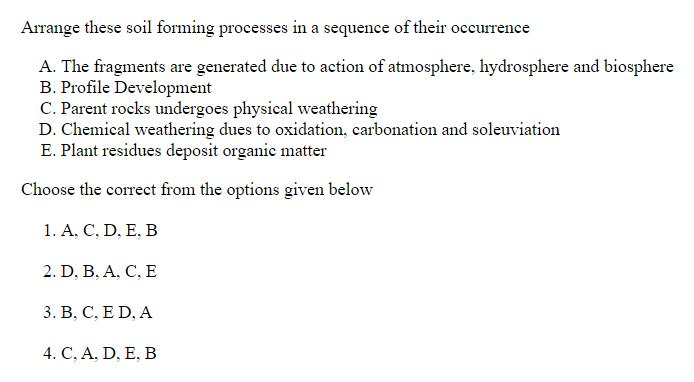 Arrange these soil forming processes in a sequence of their occurrence
A. The fragments are generated due to action of atmosphere, hydrosphere and biosphere
B. Profile Development
C. Parent rocks undergoes physical weathering
D. Chemical weathering dues to oxidation, carbonation and soleuviation
E. Plant residues deposit organic matter
Choose the correct from the options given below
1. A, C, D, E, B
2. D, B, A, C, E
3. B, C, E D, A
4. C, A, D, E, B